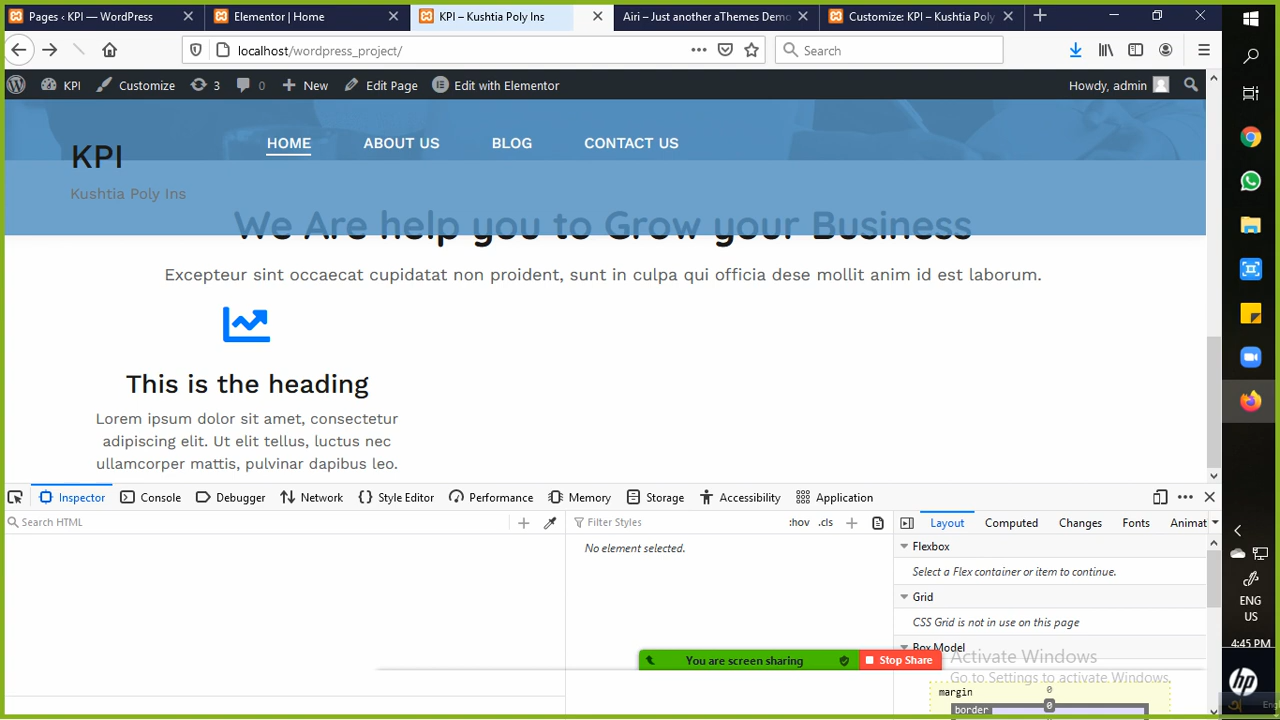 Pages ‹ KPI — WordPress
Elementor | Home
KPI – Kushtia Poly Ins
Airi – Just another aThemes Demo
Customize: KPI – Kushtia Poly
localhost/wordpress_project/
Search
KPI
Customize
3
0
New
Edit Page
Edit with Elementor
Howdy, admin
KPI
Kushtia Poly Ins
HOME
ABOUT US
BLOG
CONTACT US
We Are help you to Grow your Business
Excepteur sint occaecat cupidatat non proident, sunt in culpa qui officia dese mollit anim id est laborum.
This is the heading
Lorem ipsum dolor sit amet, consectetur
adipiscing elit. Ut elit tellus, luctus nec
ullamcorper mattis, pulvinar dapibus leo.
Inspector
Console
Debugger
Network
Style Editor
Performance
Memory
Storage
Accessibility
Application
Search HTML
Filter Styles
:hov
.cls
Layout
Computed
Changes
Fonts
Animat
No element selected.
Flexbox
Select a Flex container or item to continue.
Grid
CSS Grid is not in use on this page
Box Model
margin
0
border
0
You are screen sharing
Stop Share
Activate Windows
Go to Settings to activate Windows.
ENG
US
4:45 PM
hp